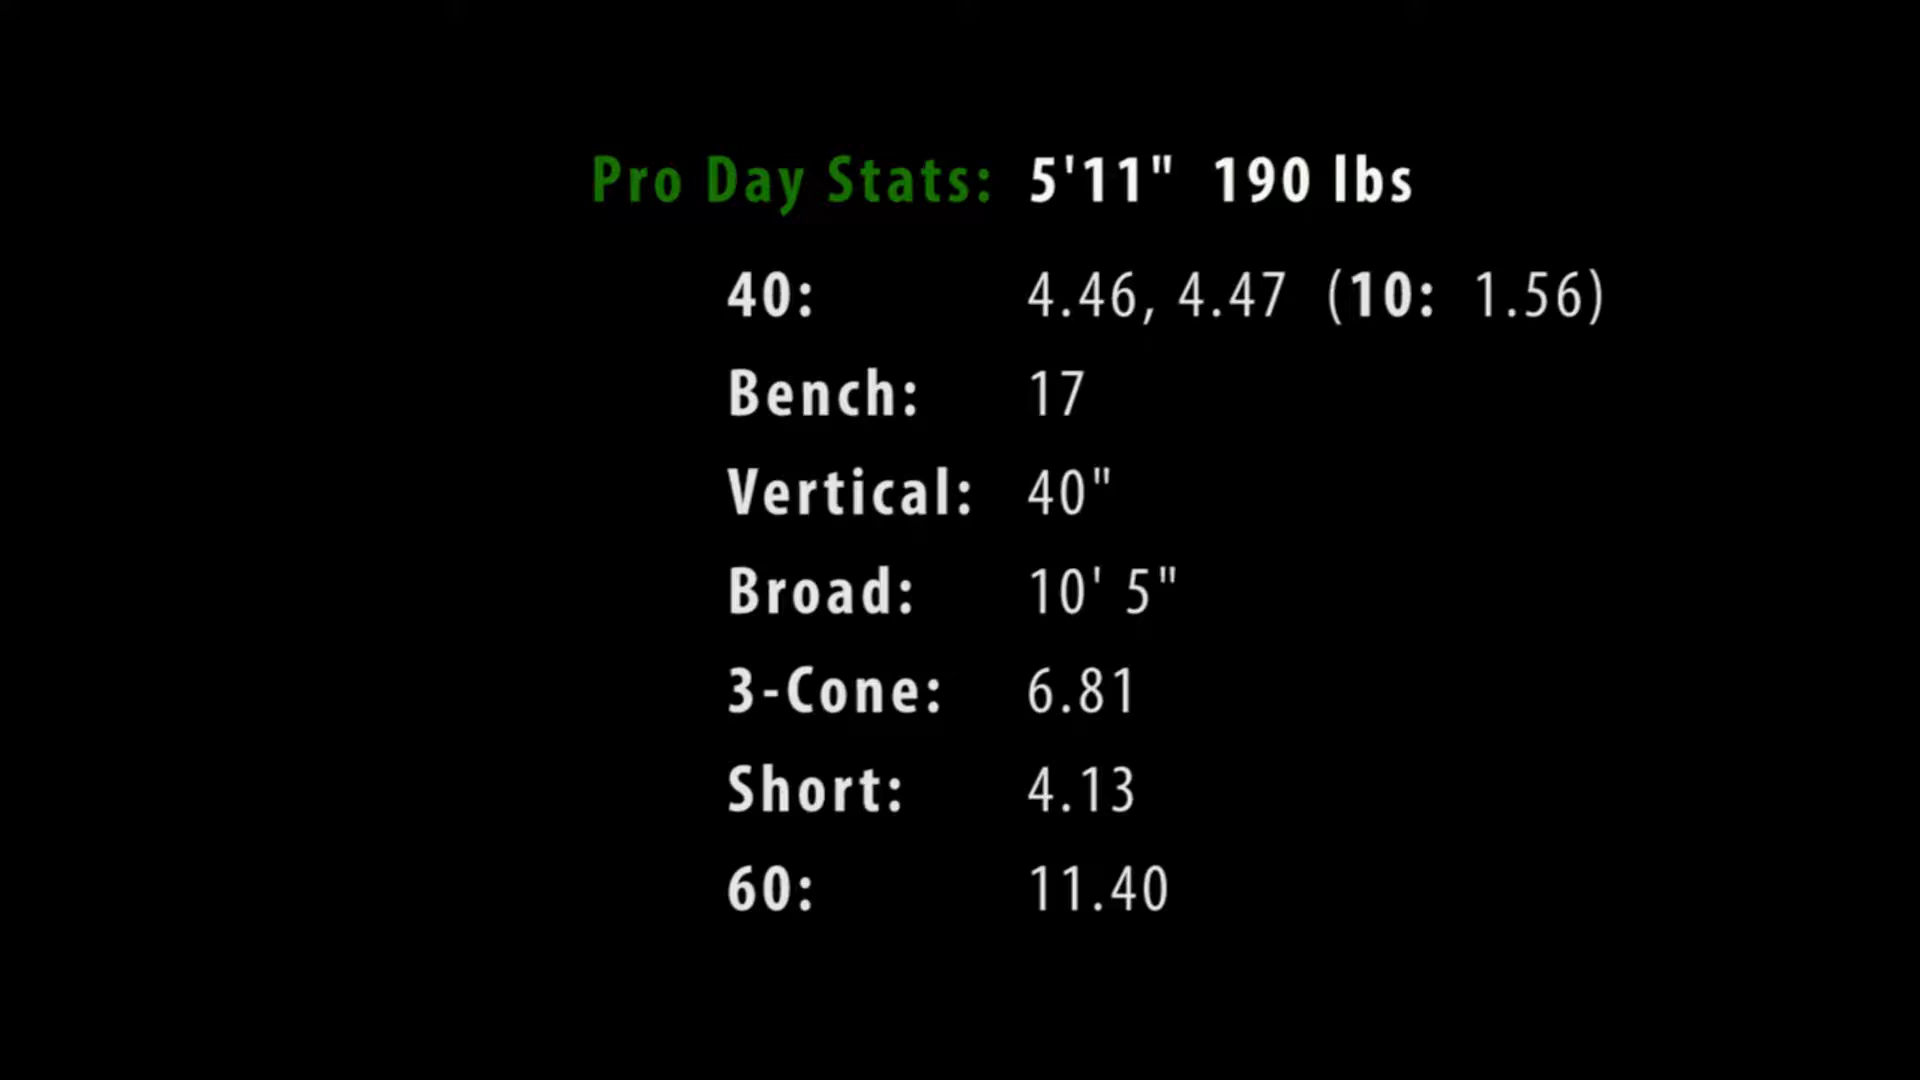 Pro Day Stats: 5'11" 190 lbs
40: 4.46, 4.47 (10: 1.56)
Bench: 17
Vertical: 40"
Broad: 10' 5"
3-Cone: 6.81
Short: 4.13
60: 11.40